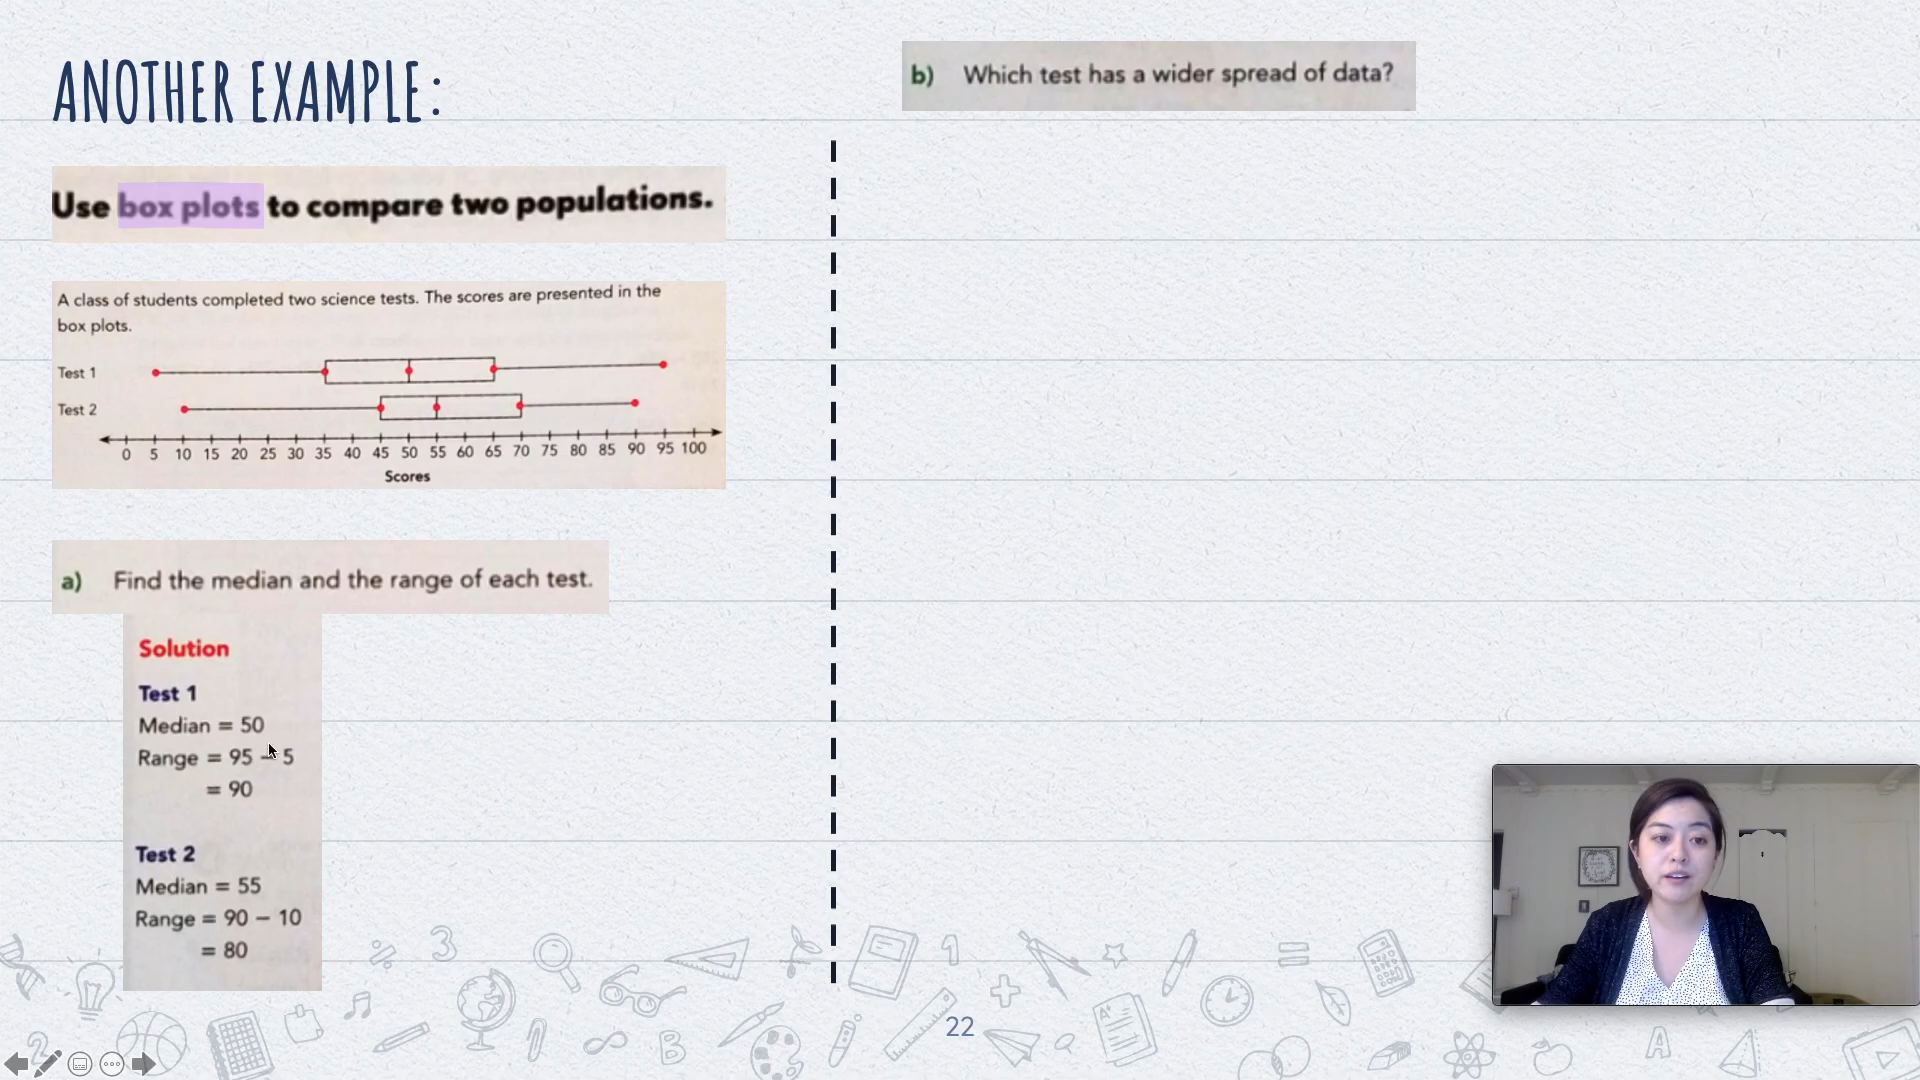 ANOTHER EXAMPLE:
Use box plots to compare two populations.
A class of students completed two science tests. The scores are presented in the
box plots.
Test 1
Test 2
0 5 10 15 20 25 30 35 40 45 50 55 60 65 70 75 80 85 90 95 100
Scores
a) Find the median and the range of each test.
Solution
Test 1
Median = 50
Range = 95 – 5
= 90
Test 2
Median = 55
Range = 90 – 10
= 80
b) Which test has a wider spread of data?
22